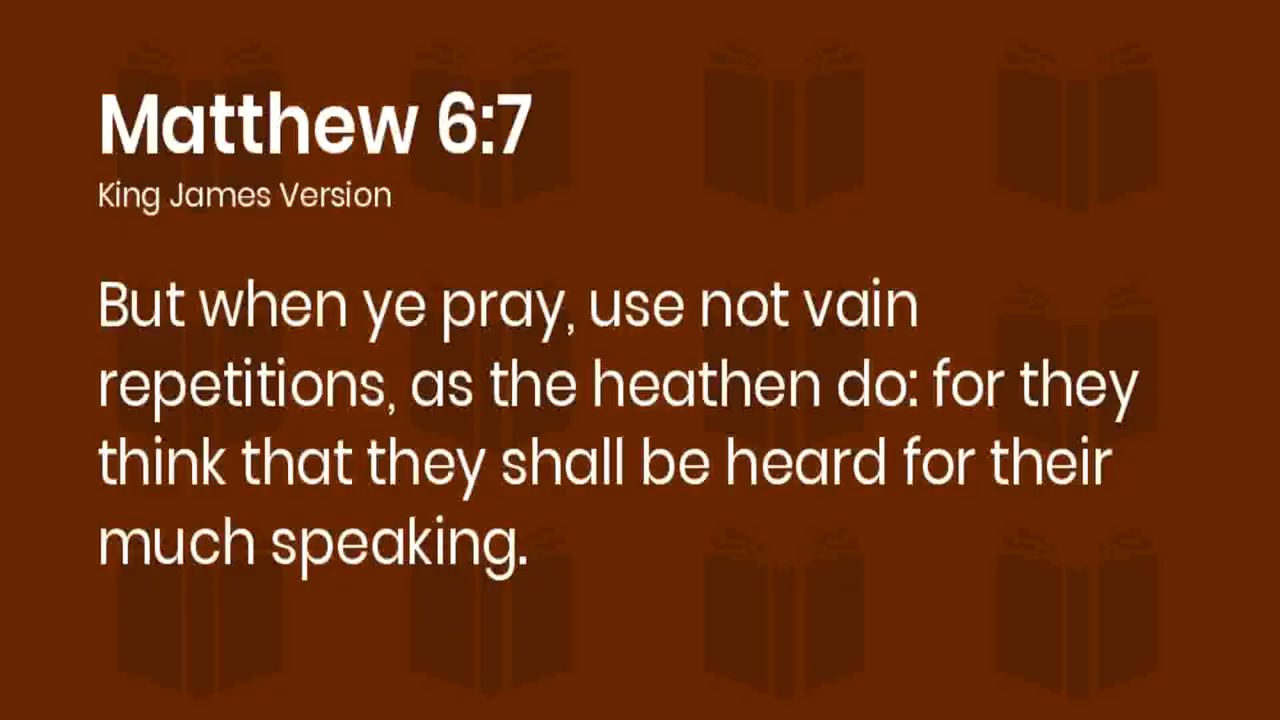 Matthew 6:7
King James Version
But when ye pray, use not vain
repetitions, as the heathen do: for they
think that they shall be heard for their
much speaking.